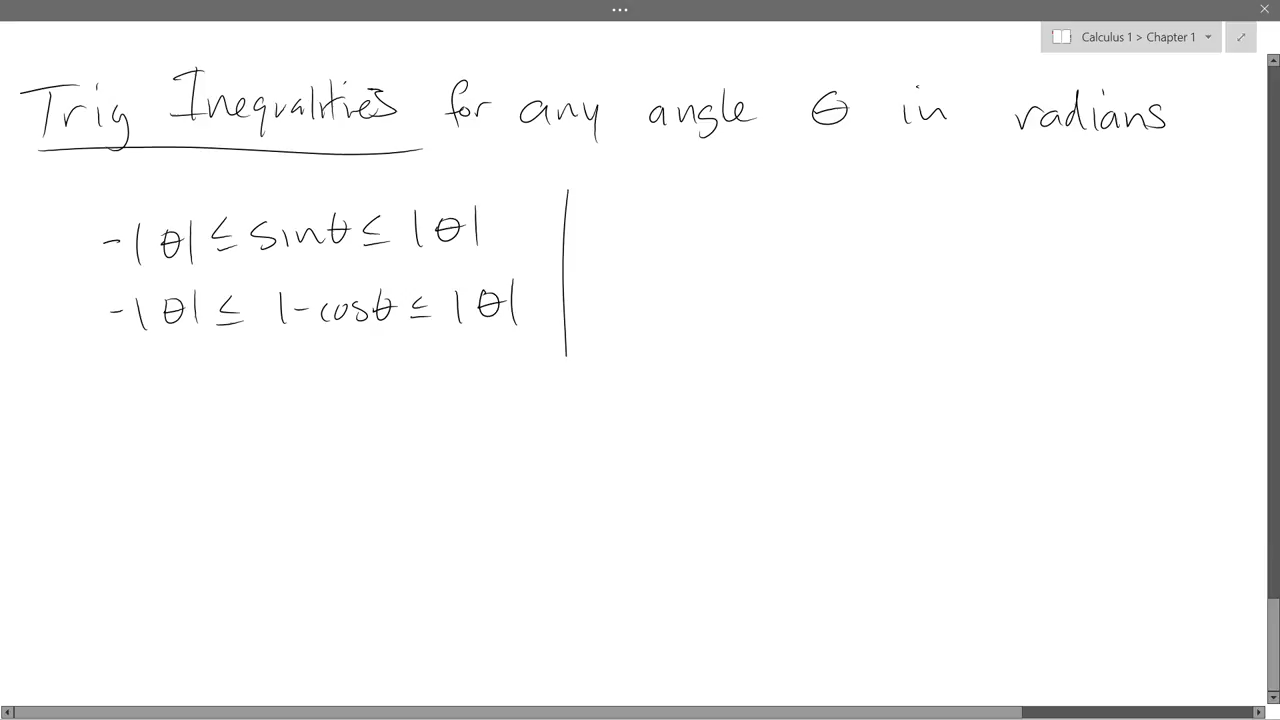 Calculus 1 > Chapter 1
Trig Inequalities for any angle θ in radians
-|θ| ≤ sinθ ≤ |θ|
-|θ| ≤ 1-cosθ ≤ |θ|